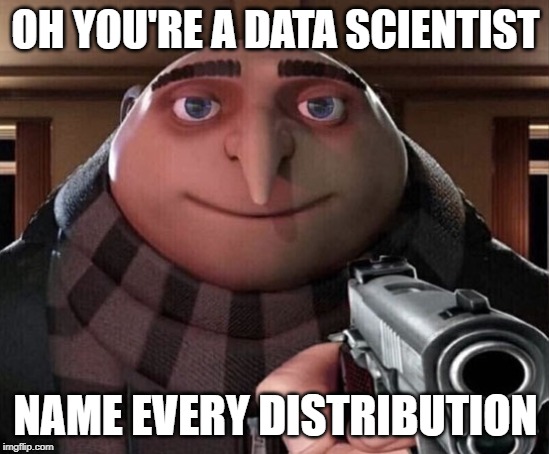 OH YOU'RE A DATA SCIENTIST
NAME EVERY DISTRIBUTION
imgflip.com